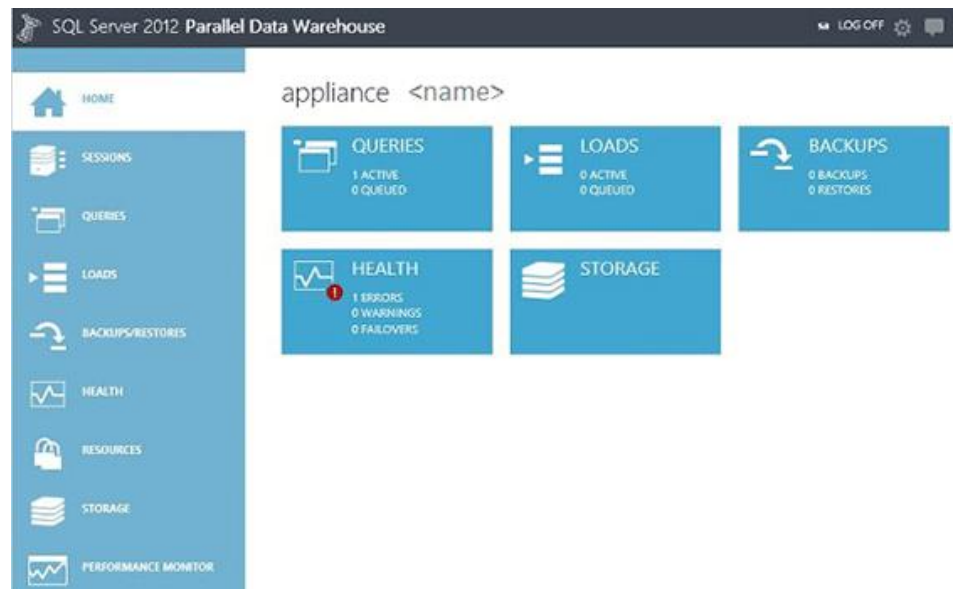 SQL Server 2012 Parallel Data Warehouse
sa LOG OFF
HOME
SESSIONS
QUERIES
LOADS
BACKUPS/RESTORES
HEALTH
RESOURCES
STORAGE
PERFORMANCE MONITOR
appliance <name>
QUERIES
1 ACTIVE
0 QUEUED
LOADS
0 ACTIVE
0 QUEUED
BACKUPS
0 BACKUPS
0 RESTORES
HEALTH
1 ERRORS
0 WARNINGS
0 FAILOVERS
STORAGE